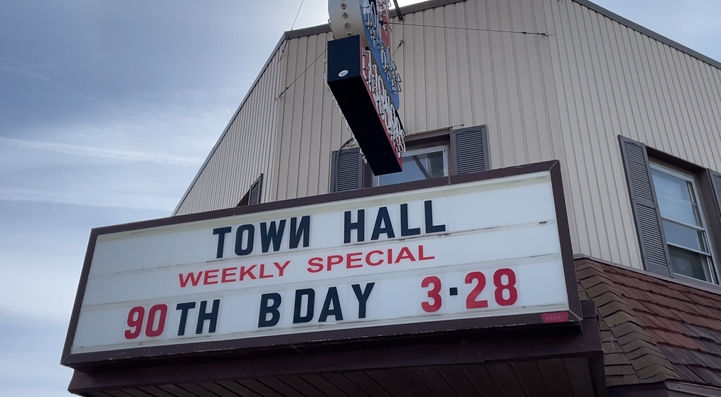 TOWN HALL
WEEKLY SPECIAL
90TH BDAY 3·28